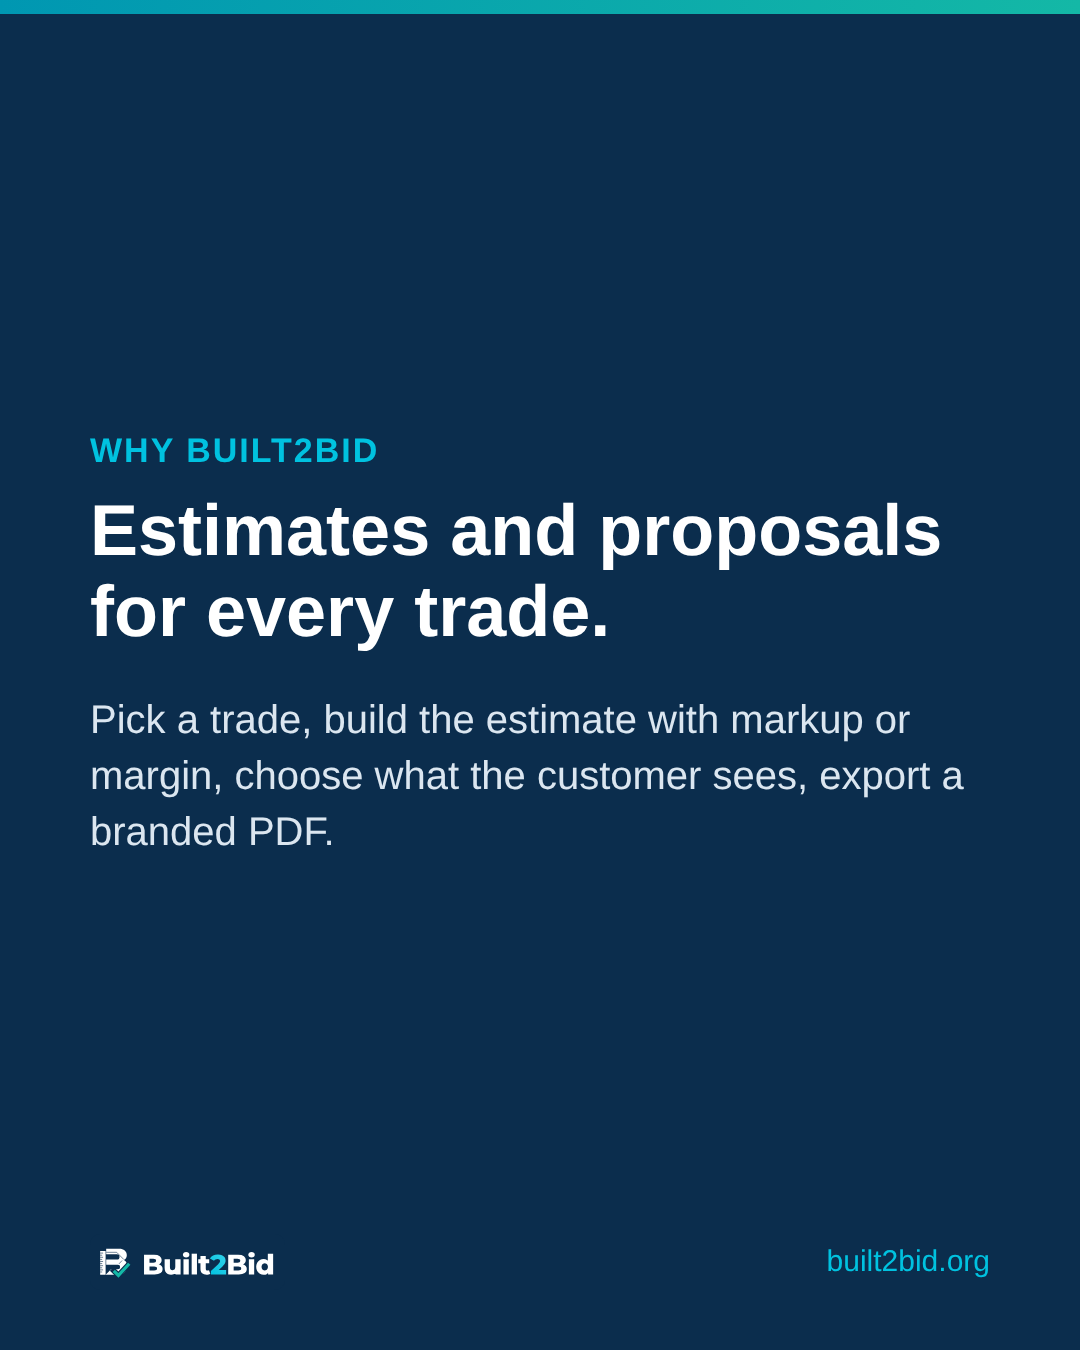 WHY BUILT2BID
Estimates and proposals
for every trade.
Pick a trade, build the estimate with markup or
margin, choose what the customer sees, export a
branded PDF.
Built2Bid
built2bid.org